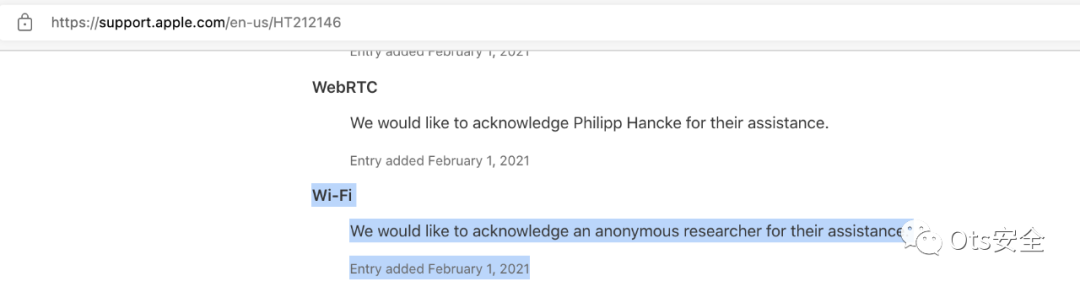 https://support.apple.com/en-us/HT212146
Entry added February 1, 2021
WebRTC
We would like to acknowledge Philipp Hancke for their assistance.
Entry added February 1, 2021
Wi-Fi
We would like to acknowledge an anonymous researcher for their assistance
Entry added February 1, 2021
Ots安全